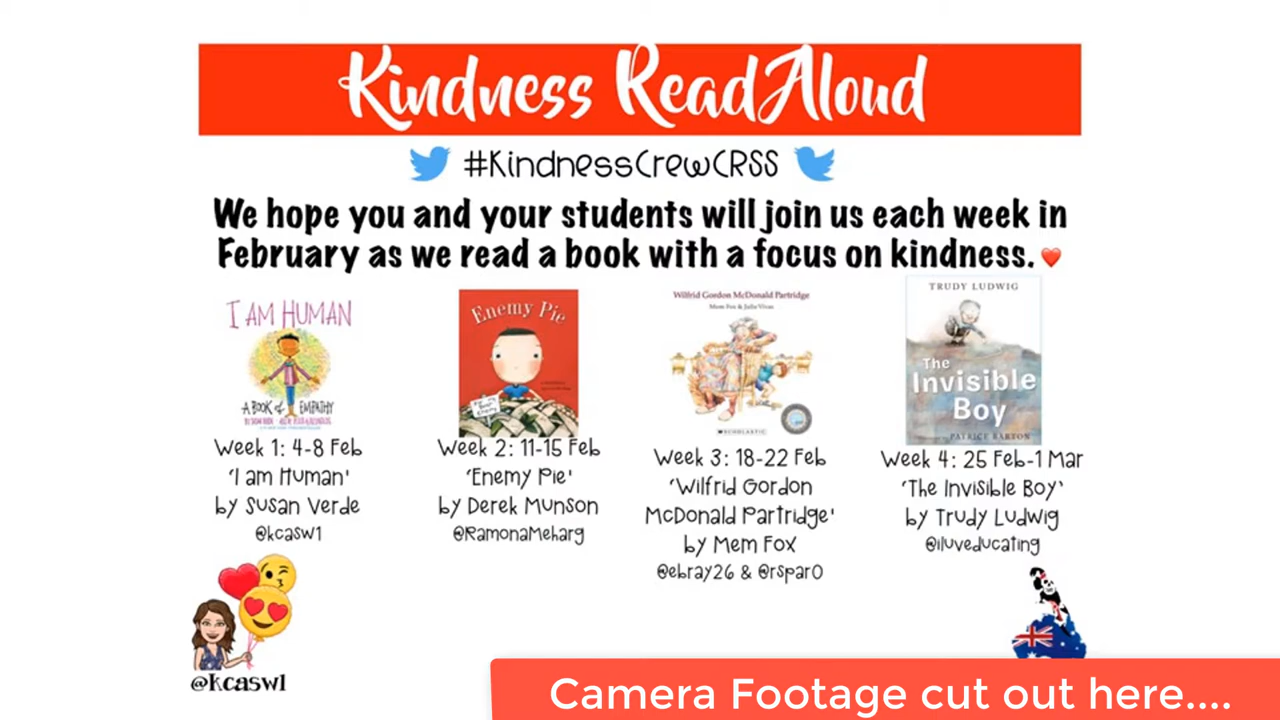 Kindness ReadAloud
#KindnessCrewCRSS
We hope you and your students will join us each week in
February as we read a book with a focus on kindness.
I AM HUMAN
A BOOK of EMPATHY
Week 1: 4-8 Feb
'I am Human'
by Susan Verde
@kcasw1
Enemy Pie
Week 2: 11-15 Feb
'Enemy Pie'
by Derek Munson
@RamonaMeharg
Wilfrid Gordon McDonald Partridge
Mem Fox & Julie Vivas
SCHOLASTIC
Week 3: 18-22 Feb
'Wilfrid Gordon
McDonald Partridge'
by Mem Fox
@ebray26 & @rspar0
TRUDY LUDWIG
The
Invisible
Boy
PATRICE BARTON
Week 4: 25 Feb-1 Mar
'The Invisible Boy'
by Trudy Ludwig
@iluveducating
@kcasw1
Camera Footage cut out here....